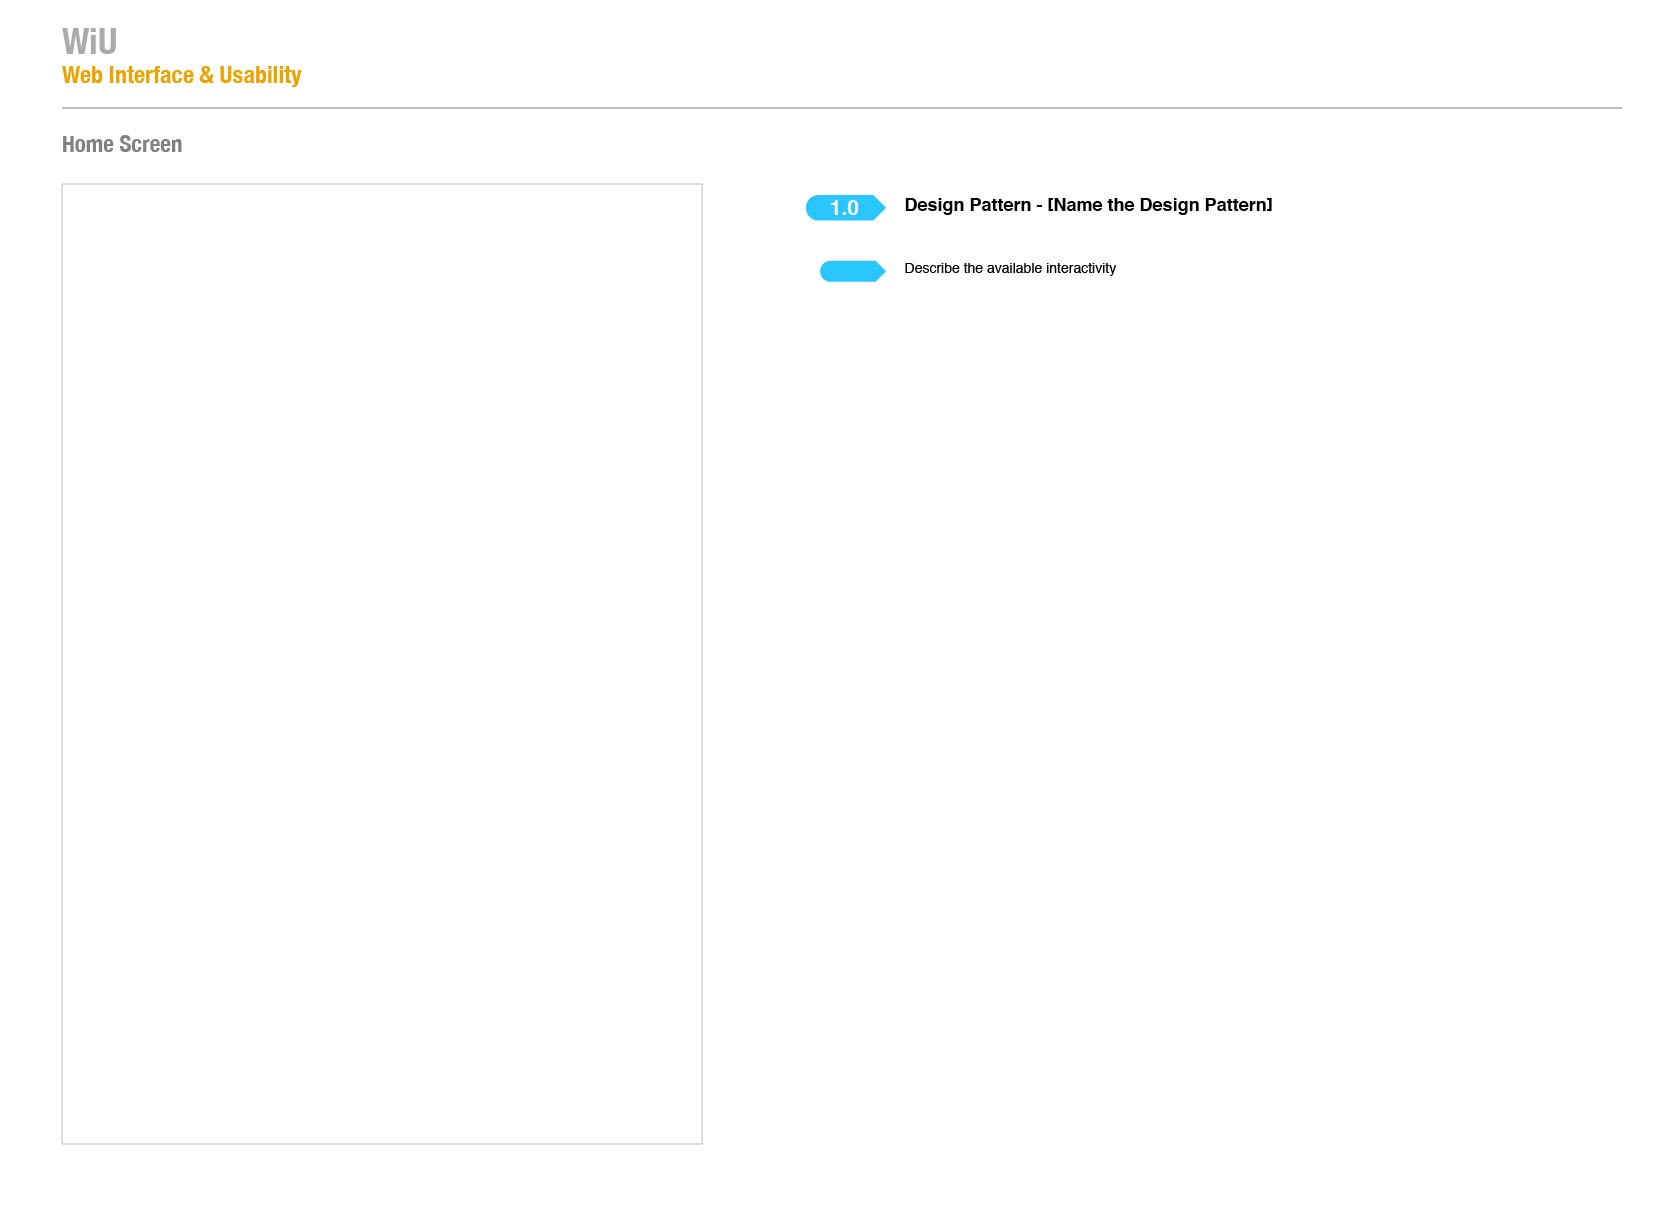 WiU
Web Interface & Usability
Home Screen
1.0
Design Pattern - [Name the Design Pattern]
Describe the available interactivity